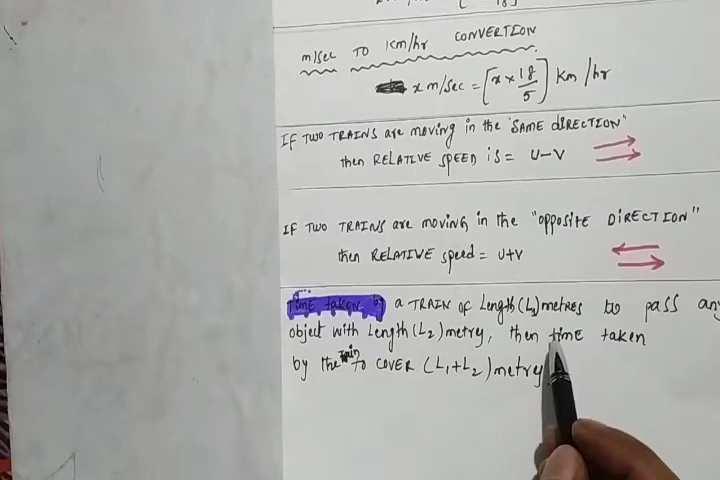 m/sec TO Km/hr CONVERTION
x m/sec = [x × 18/5] Km/hr
IF TWO TRAINS are moving in the "SAME dIRECTION"
then RELATIVE SPEED is = U-V
IF TWO TRAINS are moving in the "OPPOSITE DIRECTION"
then RELATIVE Speed = U+V
TIME taken by a TRAIN OF Length (L1) metres to pass any
object with Length (L2) metry, then time taken
by the Train to COVER (L1+L2) metry